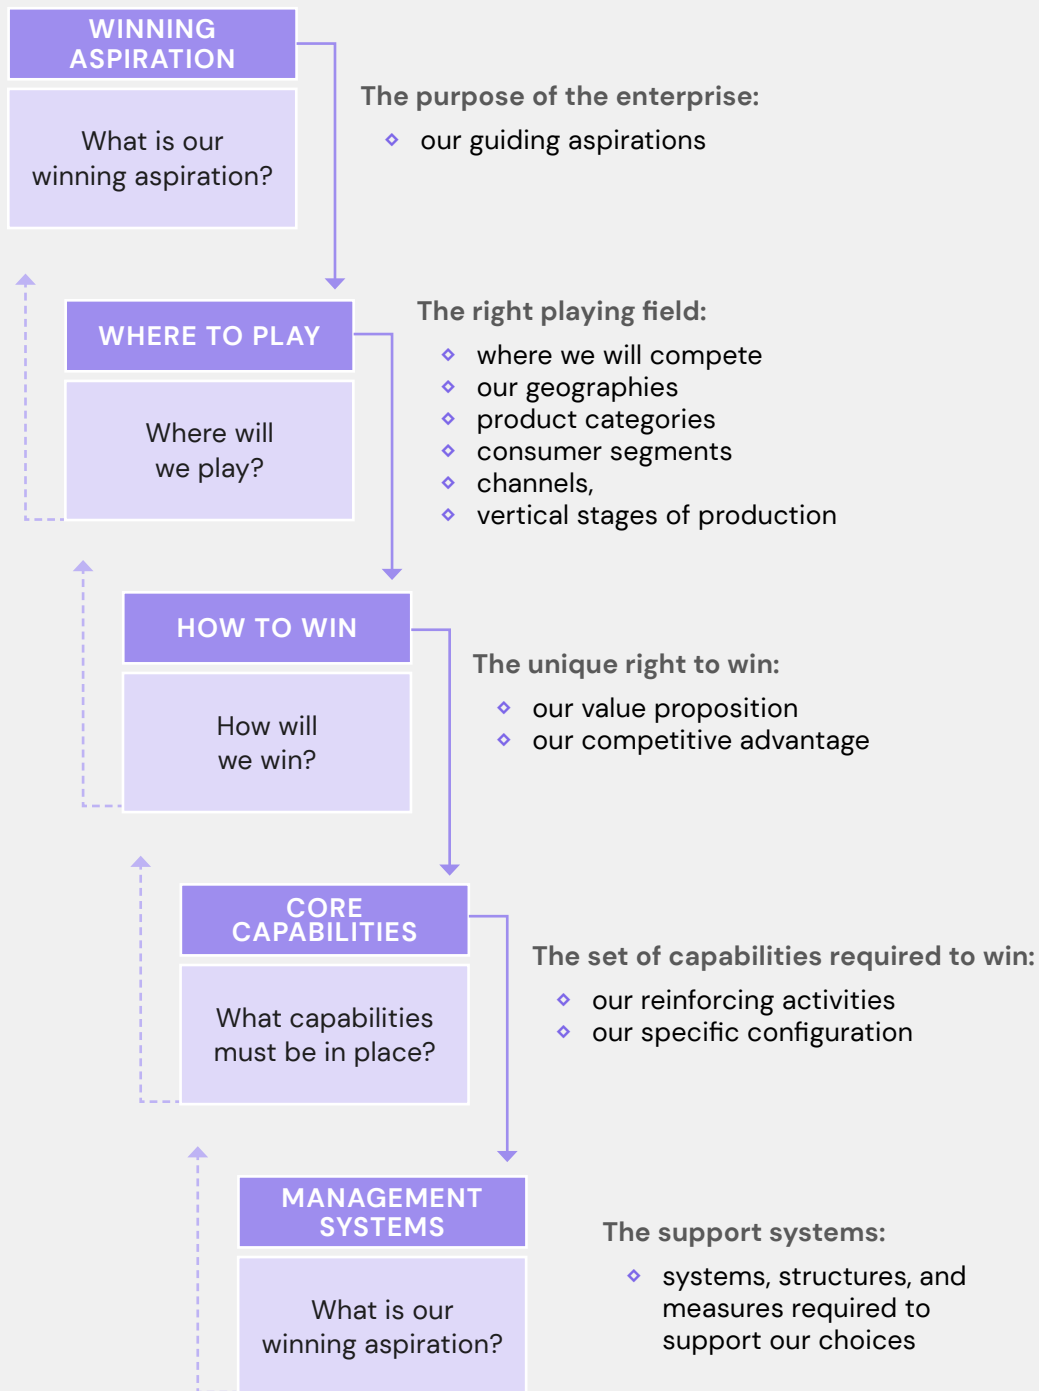 WINNING
ASPIRATION
What is our
winning aspiration?
The purpose of the enterprise:
our guiding aspirations
WHERE TO PLAY
Where will
we play?
The right playing field:
where we will compete
our geographies
product categories
consumer segments
channels,
vertical stages of production
HOW TO WIN
How will
we win?
The unique right to win:
our value proposition
our competitive advantage
CORE
CAPABILITIES
What capabilities
must be in place?
The set of capabilities required to win:
our reinforcing activities
our specific configuration
MANAGEMENT
SYSTEMS
What is our
winning aspiration?
The support systems:
systems, structures, and
measures required to
support our choices